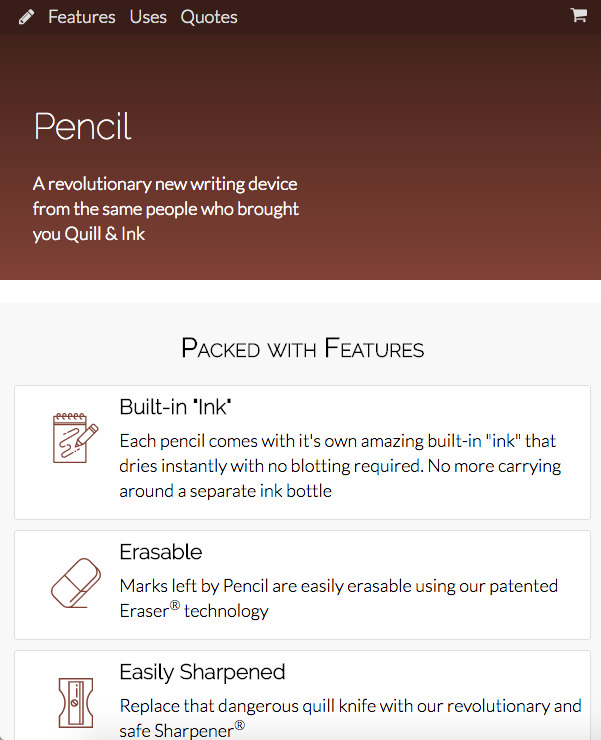 Features Uses Quotes
Pencil
A revolutionary new writing device
from the same people who brought
you Quill & Ink
Packed with Features
Built-in "Ink"
Each pencil comes with it's own amazing built-in "ink" that
dries instantly with no blotting required. No more carrying
around a separate ink bottle
Erasable
Marks left by Pencil are easily erasable using our patented
Eraser® technology
Easily Sharpened
Replace that dangerous quill knife with our revolutionary and
safe Sharpener®